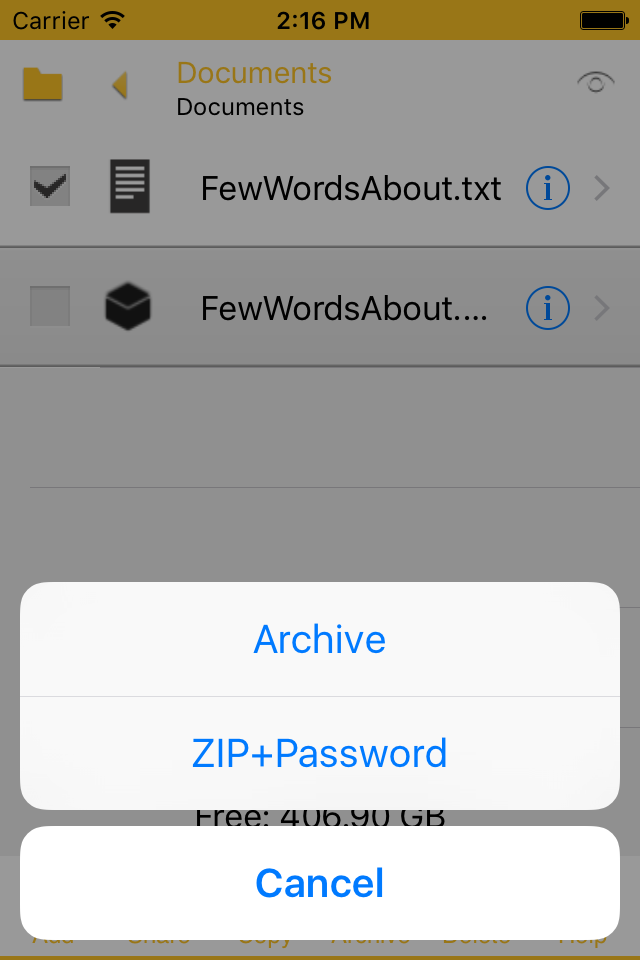 Carrier 2:16 PM
Documents
Documents
FewWordsAbout.txt
FewWordsAbout....
Archive
ZIP+Password
Free: 406.90 GB
Cancel
Add Share Copy Archive Delete Help